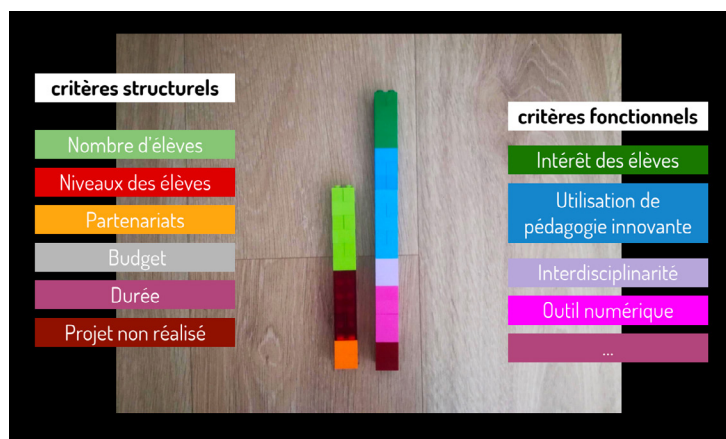 critères structurels
Nombre d'élèves
Niveaux des élèves
Partenariats
Budget
Durée
Projet non réalisé
critères fonctionnels
Intérêt des élèves
Utilisation de
pédagogie innovante
Interdisciplinarité
Outil numérique
...